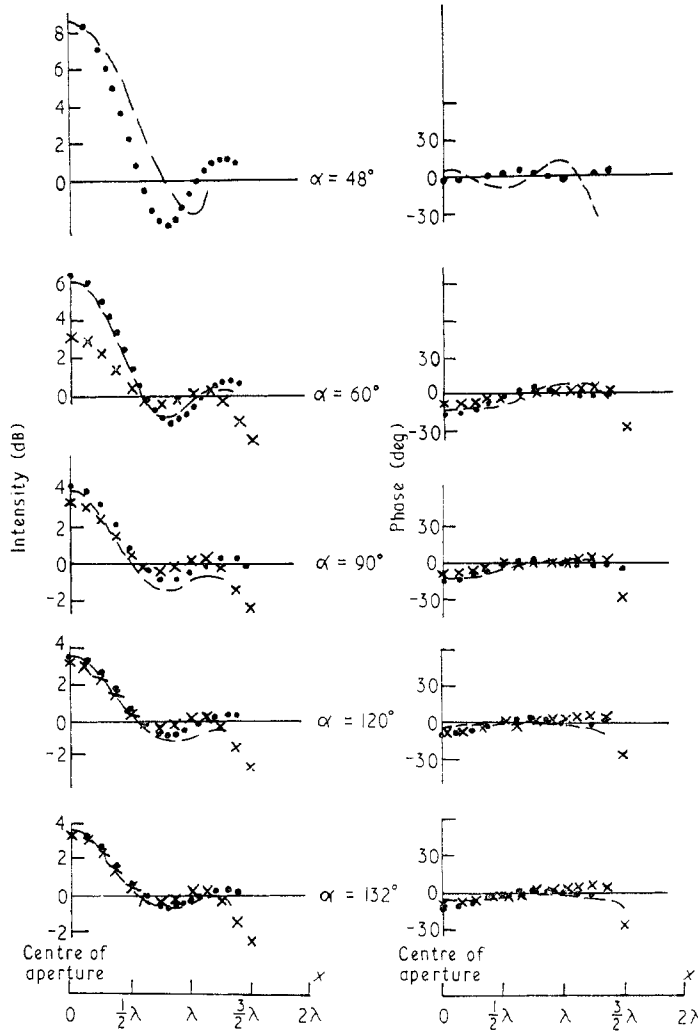 8
6
4
2
0
α = 48°
30
0
-30
6
4
2
0
α = 60°
30
0
-30
Intensity (dB)
Phase (deg)
4
2
0
-2
α = 90°
30
0
-30
4
2
0
-2
α = 120°
30
0
-30
4
2
0
-2
α = 132°
30
0
-30
Centre of
aperture
x
0 ½λ λ 3/2λ 2λ
Centre of
aperture
x
0 ½λ λ 3/2λ 2λ